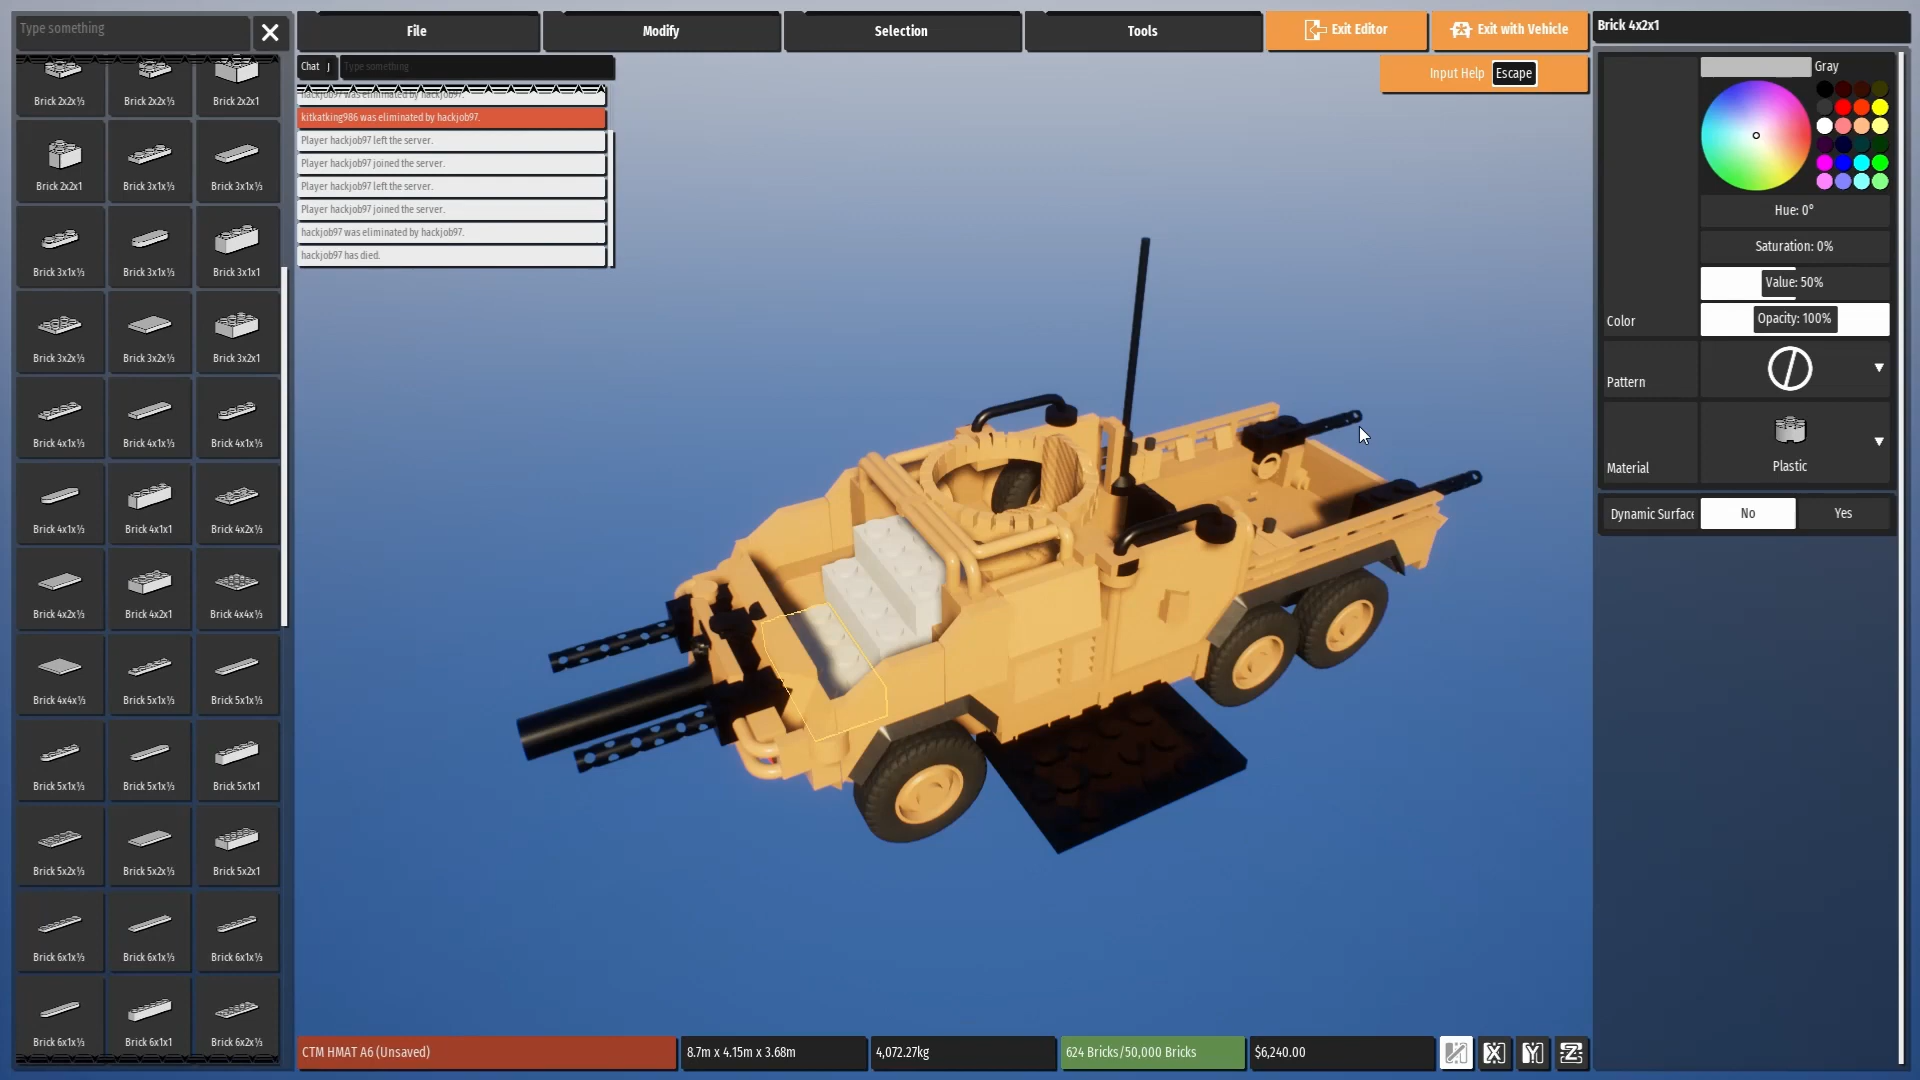 Type something
File
Modify
Selection
Tools
Exit Editor
Exit with Vehicle
Brick 4x2x1
Chat J
Type something
Input Help Escape
hackjob97 was eliminated by hackjob97.
kitkatking986 was eliminated by hackjob97.
Player hackjob97 left the server.
Player hackjob97 joined the server.
Player hackjob97 left the server.
Player hackjob97 joined the server.
hackjob97 was eliminated by hackjob97.
hackjob97 has died.
Brick 2x2x⅓ Brick 2x2x⅓ Brick 2x2x1
Brick 2x2x1 Brick 3x1x⅓ Brick 3x1x⅓
Brick 3x1x⅓ Brick 3x1x⅓ Brick 3x1x1
Brick 3x2x⅓ Brick 3x2x⅓ Brick 3x2x1
Brick 4x1x⅓ Brick 4x1x⅓ Brick 4x1x⅓
Brick 4x1x⅓ Brick 4x1x1 Brick 4x2x⅓
Brick 4x2x⅓ Brick 4x2x1 Brick 4x4x⅓
Brick 4x4x⅓ Brick 5x1x⅓ Brick 5x1x⅓
Brick 5x1x⅓ Brick 5x1x⅓ Brick 5x1x1
Brick 5x2x⅓ Brick 5x2x⅓ Brick 5x2x1
Brick 6x1x⅓ Brick 6x1x⅓ Brick 6x1x⅓
Brick 6x1x⅓ Brick 6x1x1 Brick 6x2x⅓
Gray
Hue: 0°
Saturation: 0%
Value: 50%
Color
Opacity: 100%
Pattern
Material
Plastic
Dynamic Surface
No
Yes
CTM HMAT A6 (Unsaved)
8.7m x 4.15m x 3.68m
4,072.27kg
624 Bricks/50,000 Bricks
$6,240.00
X
Y
Z